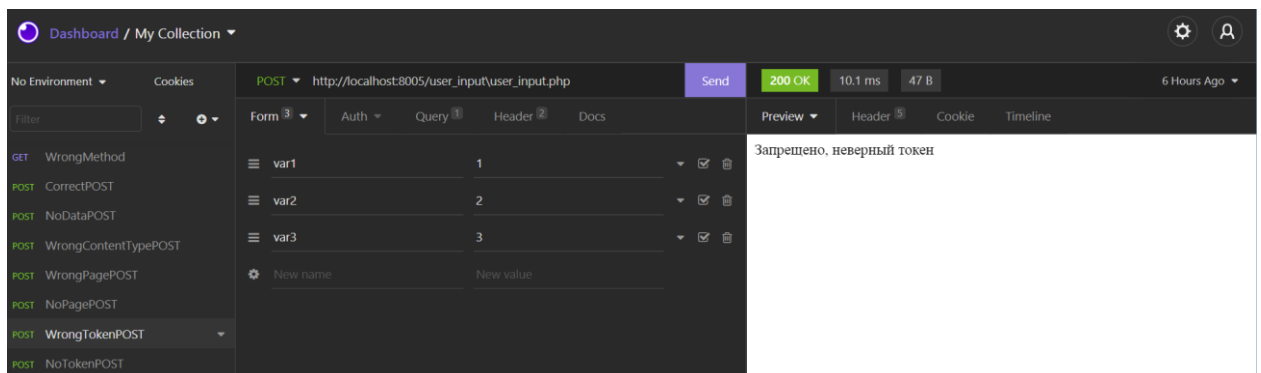 Dashboard / My Collection
No Environment Cookies
POST http://localhost:8005/user_input\user_input.php Send
200 OK 10.1 ms 47 B 6 Hours Ago
Filter
Form 3 Auth Query 1 Header 2 Docs
Preview Header 5 Cookie Timeline
GET WrongMethod
POST CorrectPOST
POST NoDataPOST
POST WrongContentTypePOST
POST WrongPagePOST
POST NoPagePOST
POST WrongTokenPOST
POST NoTokenPOST
var1 1
var2 2
var3 3
New name New value
Запрещено, неверный токен